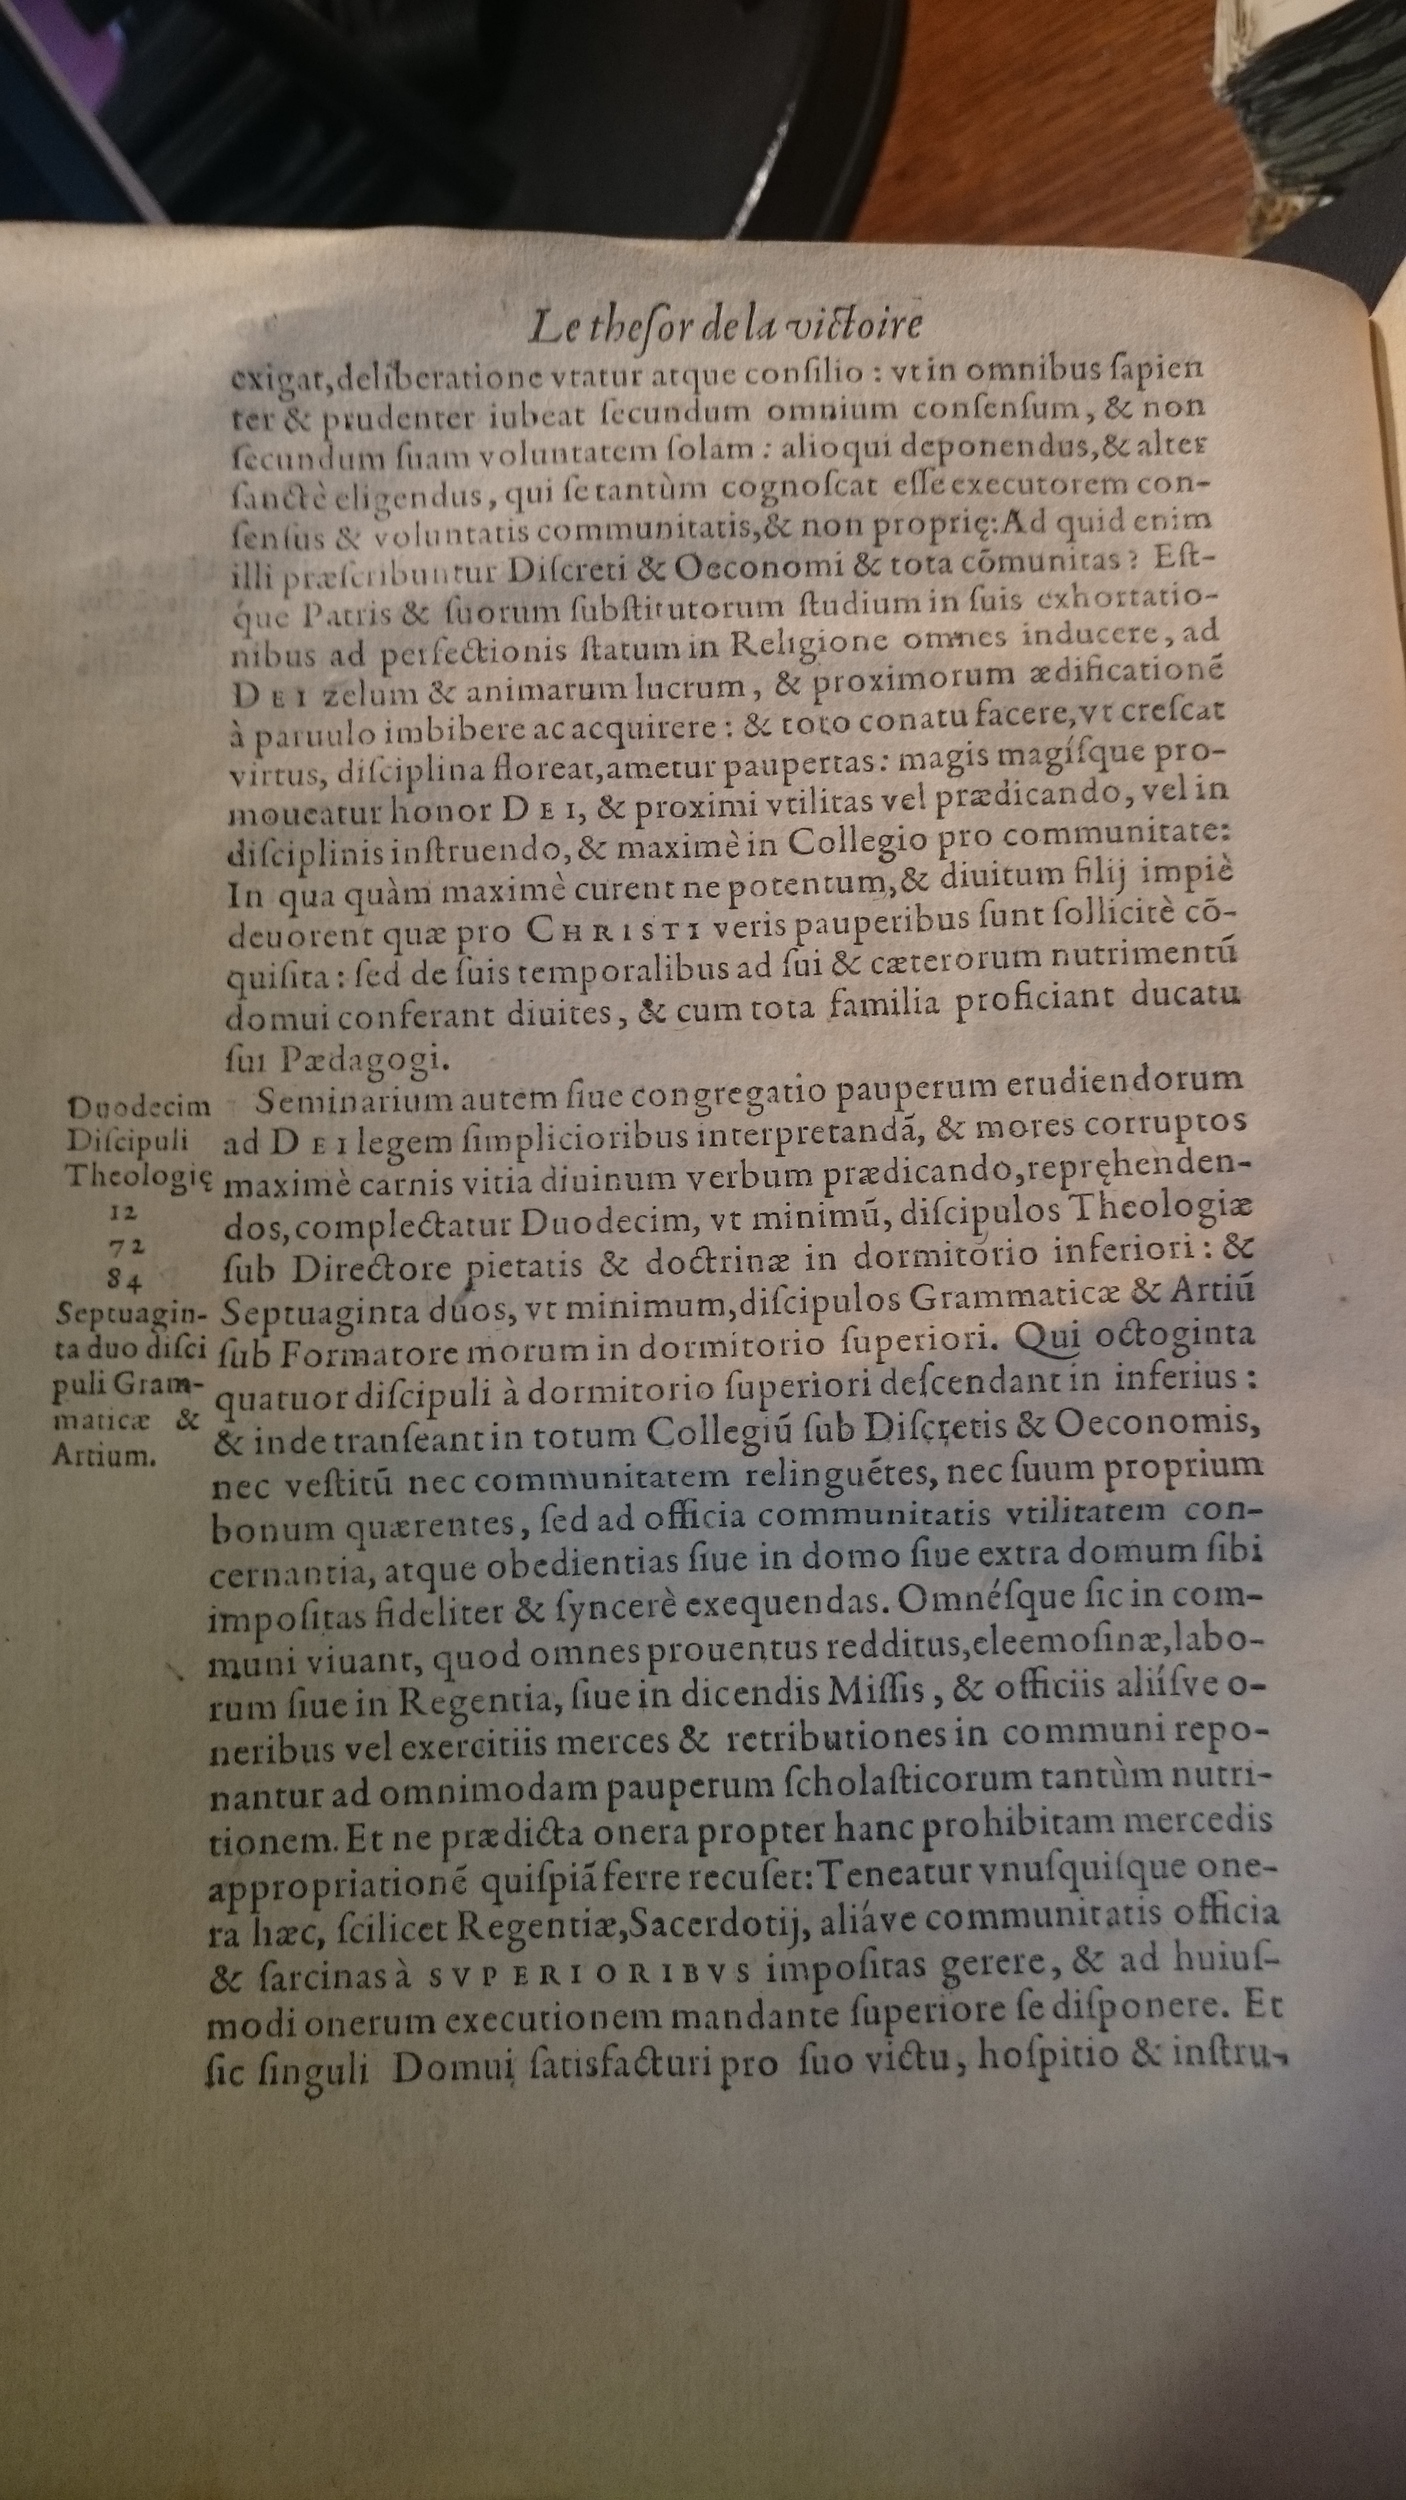 Le theſor de la victoire
exigat, deliberatione vtatur atque conſilio : vt in omnibus ſapien
ter & prudenter iubeat ſecundum omnium conſenſum, & non
ſecundum ſuam voluntatem ſolam : alioqui deponendus, & alter
ſanctè eligendus, qui ſe tantùm cognoſcat eſſe executorem con-
ſenſus & voluntatis communitatis, & non proprię: Ad quid enim
illi præſcribuntur Diſcreti & Oeconomi & tota cõmunitas ? Eſt-
que Patris & ſuorum ſubſtitutorum ſtudium in ſuis exhortatio-
nibus ad perfectionis ſtatum in Religione omnes inducere, ad
DEI zelum & animarum lucrum, & proximorum ædificationẽ
à paruulo imbibere ac acquirere : & toto conatu facere, vt creſcat
virtus, diſciplina floreat, ametur paupertas : magis magíſque pro-
moueatur honor DEI, & proximi vtilitas vel prædicando, vel in
diſciplinis inſtruendo, & maximè in Collegio pro communitate:
In qua quàm maximè curent ne potentum, & diuitum filij impiè
deuorent quæ pro CHRISTI veris pauperibus ſunt ſollicitè cõ-
quiſita : ſed de ſuis temporalibus ad ſui & cæterorum nutrimentũ
domui conferant diuites, & cum tota familia proficiant ducatu
ſui Pædagogi.
Seminarium autem ſiue congregatio pauperum erudiendorum
ad DEI legem ſimplicioribus interpretandã, & mores corruptos
maximè carnis vitia diuinum verbum prædicando, repręhenden-
dos, complectatur Duodecim, vt minimũ, diſcipulos Theologiæ
ſub Directore pietatis & doctrinæ in dormitorio inferiori : &
Septuaginta duos, vt minimum, diſcipulos Grammaticæ & Artiũ
ſub Formatore morum in dormitorio ſuperiori. Qui octoginta
quatuor diſcipuli à dormitorio ſuperiori deſcendant in inferius :
& inde tranſeant in totum Collegiũ ſub Diſcretis & Oeconomis,
nec veſtitũ nec communitatem relinguẽtes, nec ſuum proprium
bonum quærentes, ſed ad officia communitatis vtilitatem con-
cernantia, atque obedientias ſiue in domo ſiue extra domum ſibi
impoſitas fideliter & ſyncerè exequendas. Omnéſque ſic in com-
muni viuant, quod omnes prouentus redditus, eleemoſinæ, labo-
rum ſiue in Regentia, ſiue in dicendis Miſſis, & officiis aliíſve o-
neribus vel exercitiis merces & retributiones in communi repo-
nantur ad omnimodam pauperum ſcholaſticorum tantùm nutri-
tionem. Et ne prædicta onera propter hanc prohibitam mercedis
appropriationẽ quiſpiã ferre recuſet: Teneatur vnuſquiſque one-
ra hæc, ſcilicet Regentiæ, Sacerdotij, aliáve communitatis officia
& ſarcinas à SVPERIORIBVS impoſitas gerere, & ad huiuſ-
modi onerum executionem mandante ſuperiore ſe diſponere. Et
ſic ſinguli Domui ſatisfacturi pro ſuo victu, hoſpitio & inſtru-
Duodecim
Diſcipuli
Theologię
12
72
84
Septuagin-
ta duo diſci
puli Gram-
maticæ &
Artium.